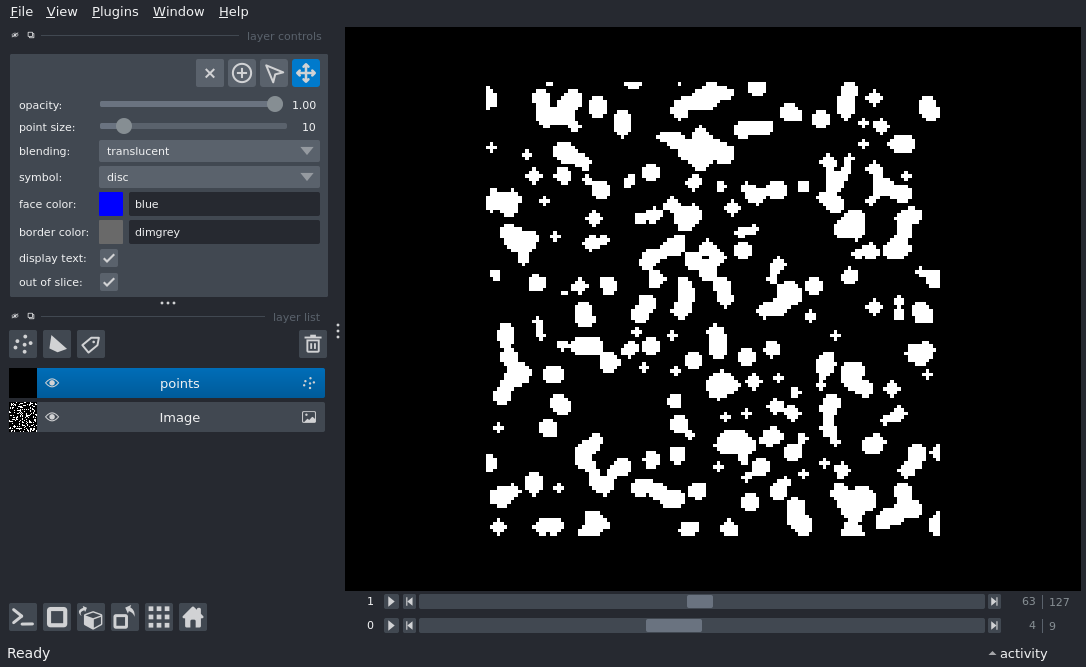 File View Plugins Window Help
layer controls
opacity: 1.00
point size: 10
blending: translucent
symbol: disc
face color: blue
border color: dimgrey
display text:
out of slice:
layer list
points
Image
1 63 127
0 4 9
Ready activity